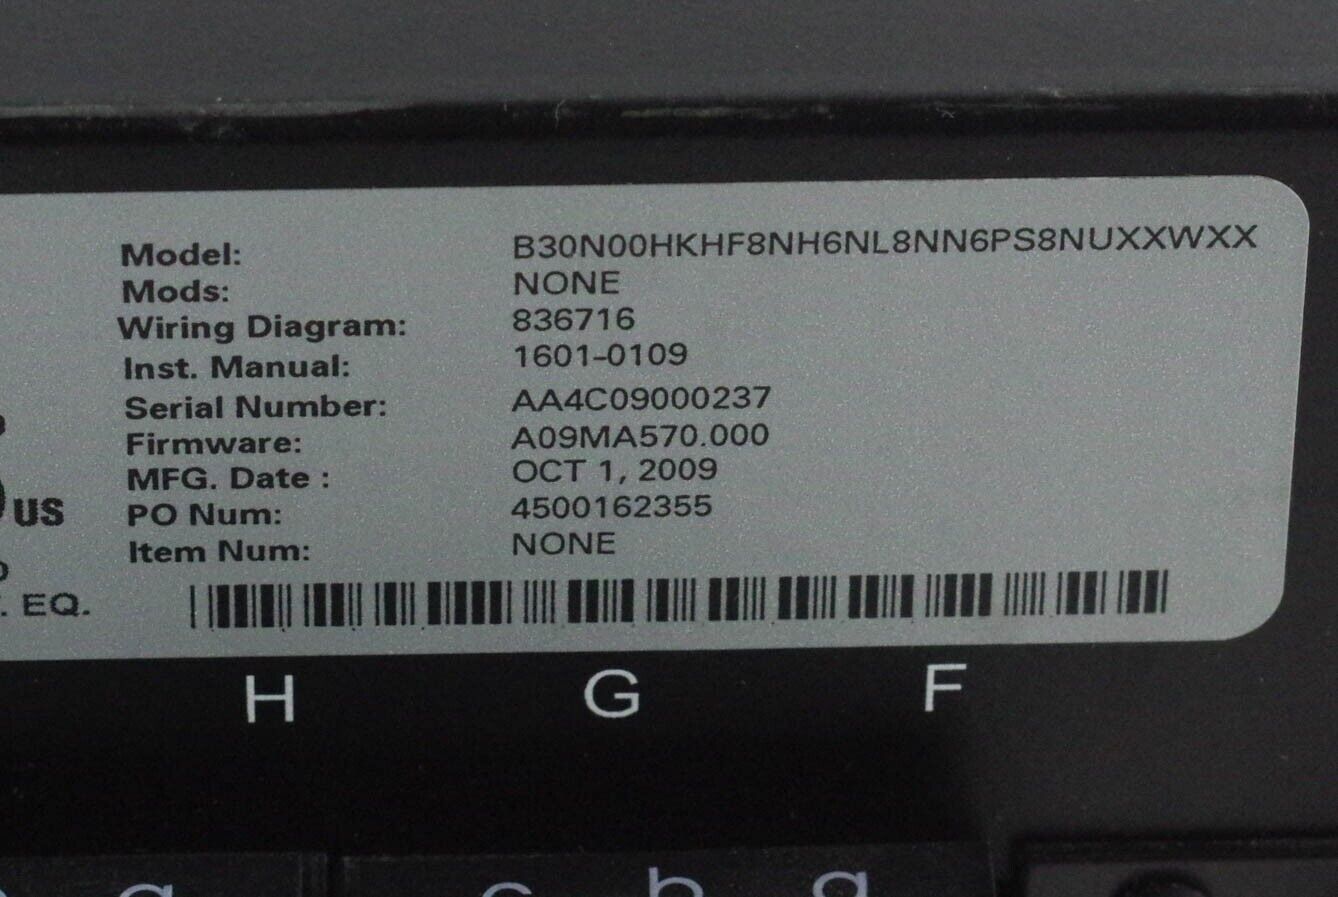 Model: B30N00HKHF8NH6NL8NN6PS8NUXXWXX
Mods: NONE
Wiring Diagram: 836716
Inst. Manual: 1601-0109
Serial Number: AA4C09000237
Firmware: A09MA570.000
MFG. Date : OCT 1, 2009
PO Num: 4500162355
Item Num: NONE
US
. EQ.
H G F
c b a